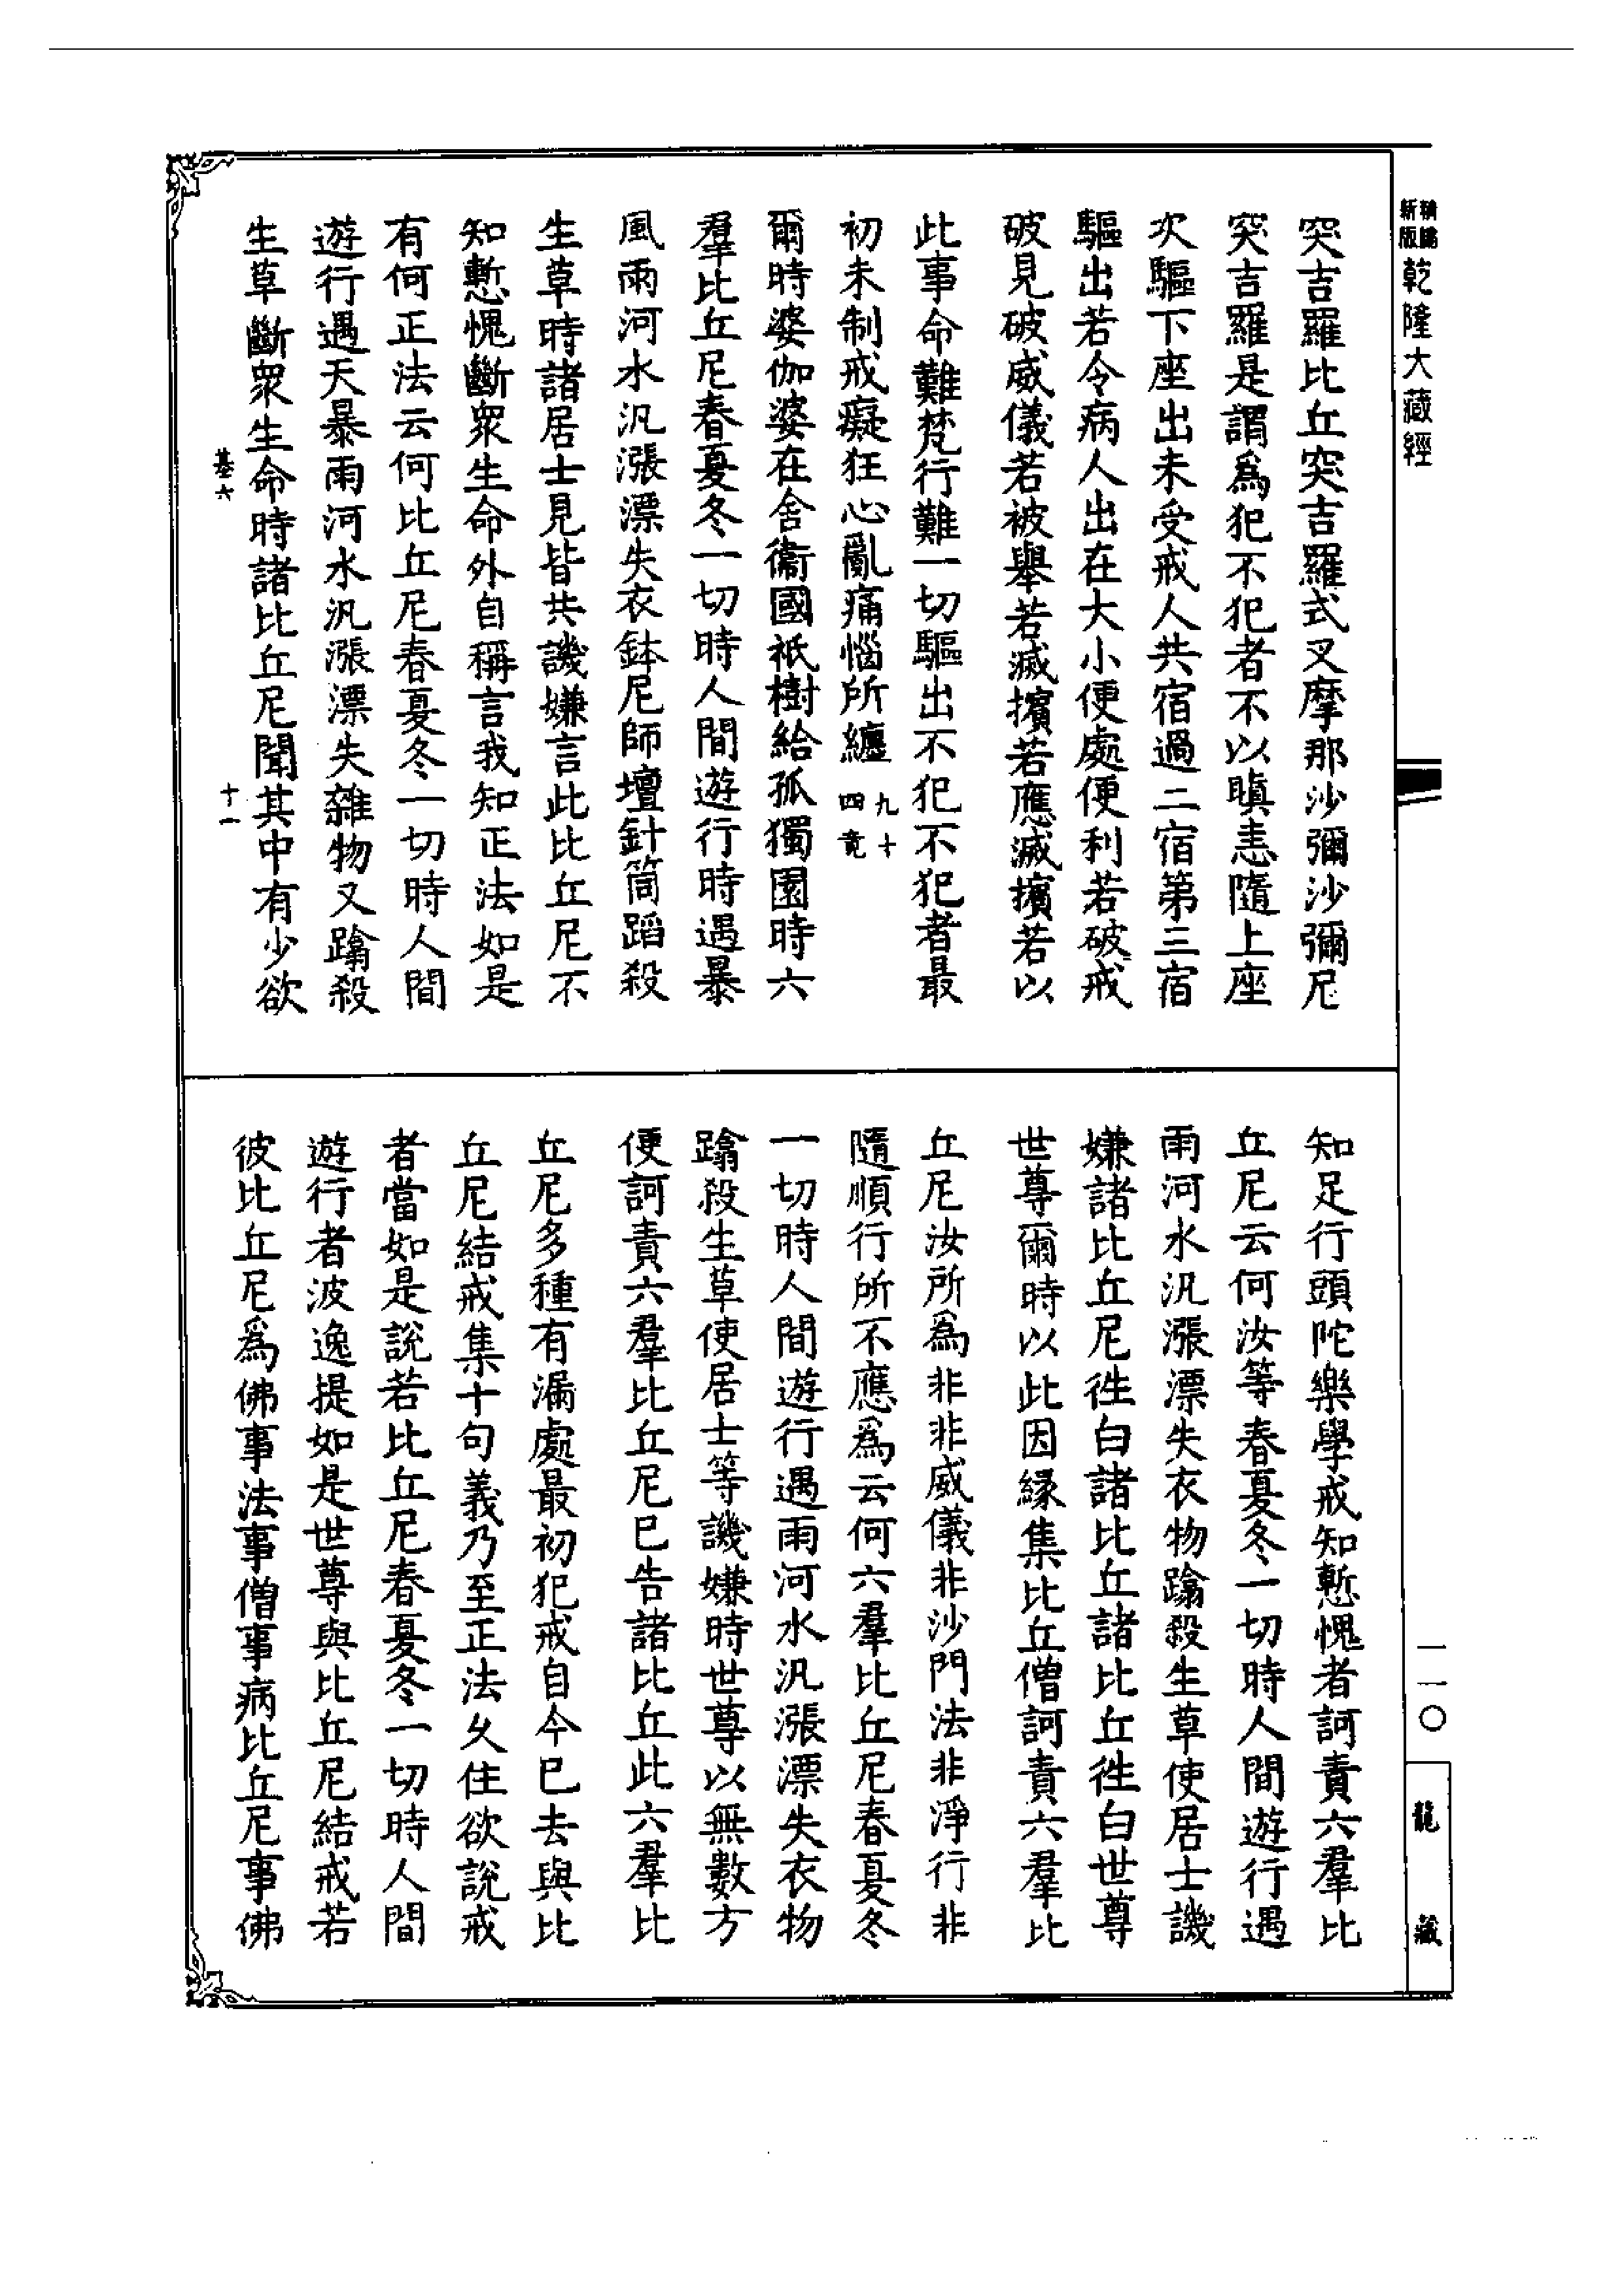 新版精編乾隆大藏經
突吉羅比丘突吉羅式叉摩那沙彌沙彌尼
突吉羅是謂爲犯不犯者不以瞋恚隨上座
次驅下座出未受戒人共宿過二宿第三宿
驅出若令病人出在大小便處便利若破戒
破見破威儀若被舉若滅擯若應滅擯若以
此事命難梵行難一切驅出不犯不犯者最
初未制戒癡狂心亂痛惱所纏九十四竟
爾時婆伽婆在舍衞國祇樹給孤獨園時六
羣比丘尼春夏冬一切時人間遊行時遇暴
風雨河水汎漲漂失衣鉢尼師壇針筒蹈殺
生草時諸居士見皆共譏嫌言此比丘尼不
知慙愧斷衆生命外自稱言我知正法如是
有何正法云何比丘尼春夏冬一切時人間
遊行遇天暴雨河水汎漲漂失雜物又蹹殺
生草斷衆生命時諸比丘尼聞其中有少欲
基六 十一
知足行頭陀樂學戒知慙愧者訶責六羣比
丘尼云何汝等春夏冬一切時人間遊行遇
雨河水汎漲漂失衣物蹹殺生草使居士譏
嫌諸比丘尼往白諸比丘諸比丘往白世尊
世尊爾時以此因緣集比丘僧訶責六羣比
丘尼汝所爲非非威儀非沙門法非淨行非
隨順行所不應爲云何六羣比丘尼春夏冬
一切時人間遊行遇雨河水汎漲漂失衣物
蹹殺生草使居士等譏嫌時世尊以無數方
便訶責六羣比丘尼已告諸比丘此六羣比
丘尼多種有漏處最初犯戒自今已去與比
丘尼結戒集十句義乃至正法久住欲說戒
者當如是說若比丘尼春夏冬一切時人間
遊行者波逸提如是世尊與比丘尼結戒若
彼比丘尼爲佛事法事僧事病比丘尼事佛
一一〇
龍藏